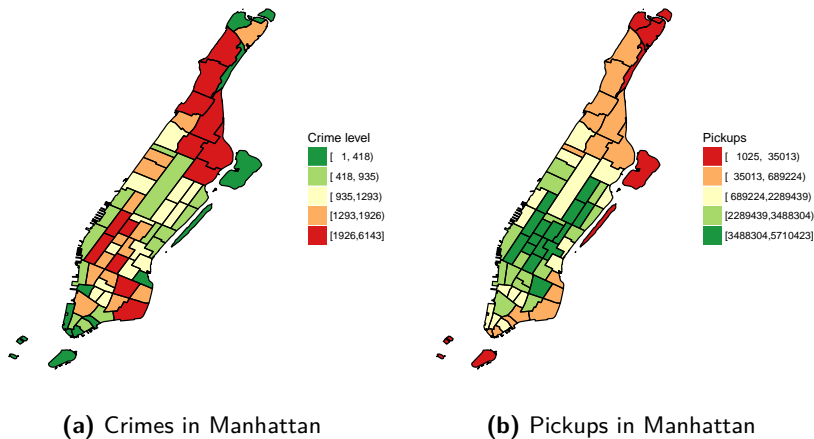 Crime level
[ 1, 418)
[ 418, 935)
[ 935,1293)
[1293,1926)
[1926,6143]
Pickups
[ 1025, 35013)
[ 35013, 689224)
[ 689224,2289439)
[2289439,3488304)
[3488304,5710423]
(a) Crimes in Manhattan
(b) Pickups in Manhattan